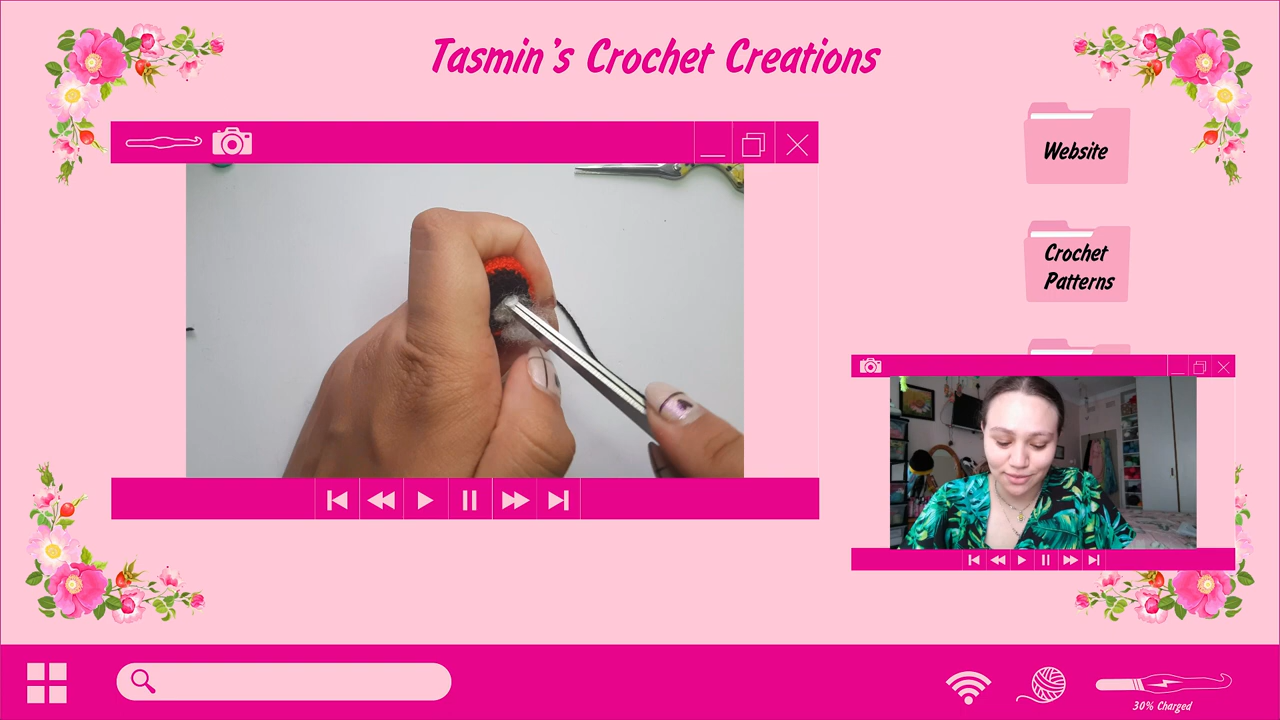 Tasmin's Crochet Creations
Website
Crochet
Patterns
30% Charged